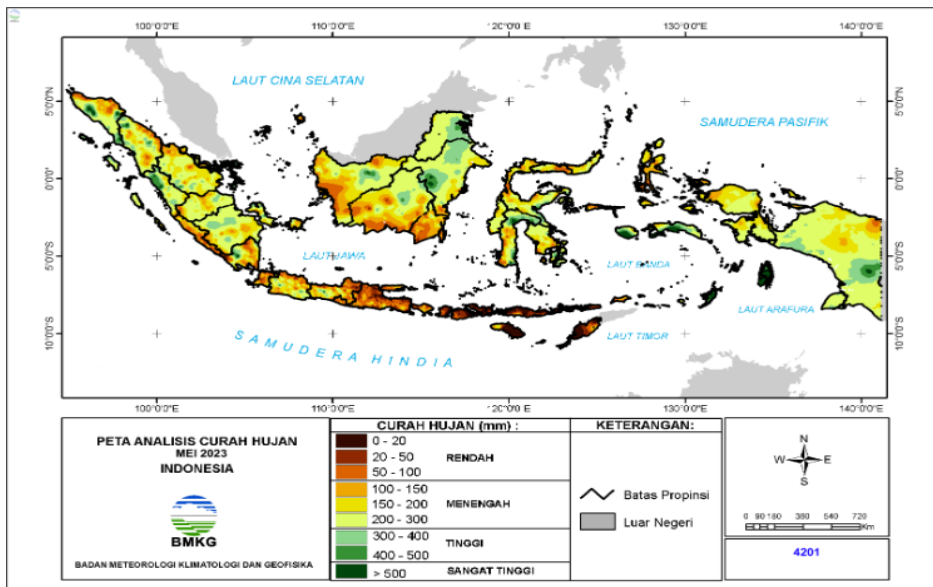 100°0'0"E 110°0'0"E 120°0'0"E 130°0'0"E 140°0'0"E
LAUT CINA SELATAN
5°0'0"N 5°0'0"N
SAMUDERA PASIFIK
0°0'0" 0°0'0"
5°0'0"S 5°0'0"S
LAUT JAWA
LAUT BANDA
LAUT ARAFURA
10°0'0"S 10°0'0"S
LAUT TIMOR
SAMUDERA HINDIA
100°0'0"E 110°0'0"E 120°0'0"E 130°0'0"E 140°0'0"E
PETA ANALISIS CURAH HUJAN
MEI 2023
INDONESIA
BMKG
BADAN METEOROLOGI KLIMATOLOGI DAN GEOFISIKA
CURAH HUJAN (mm) :
0 - 20
20 - 50 RENDAH
50 - 100
100 - 150
150 - 200 MENENGAH
200 - 300
300 - 400 TINGGI
400 - 500
> 500 SANGAT TINGGI
KETERANGAN:
Batas Propinsi
Luar Negeri
N
W E
S
0 90 180 360 540 720
Km
4201